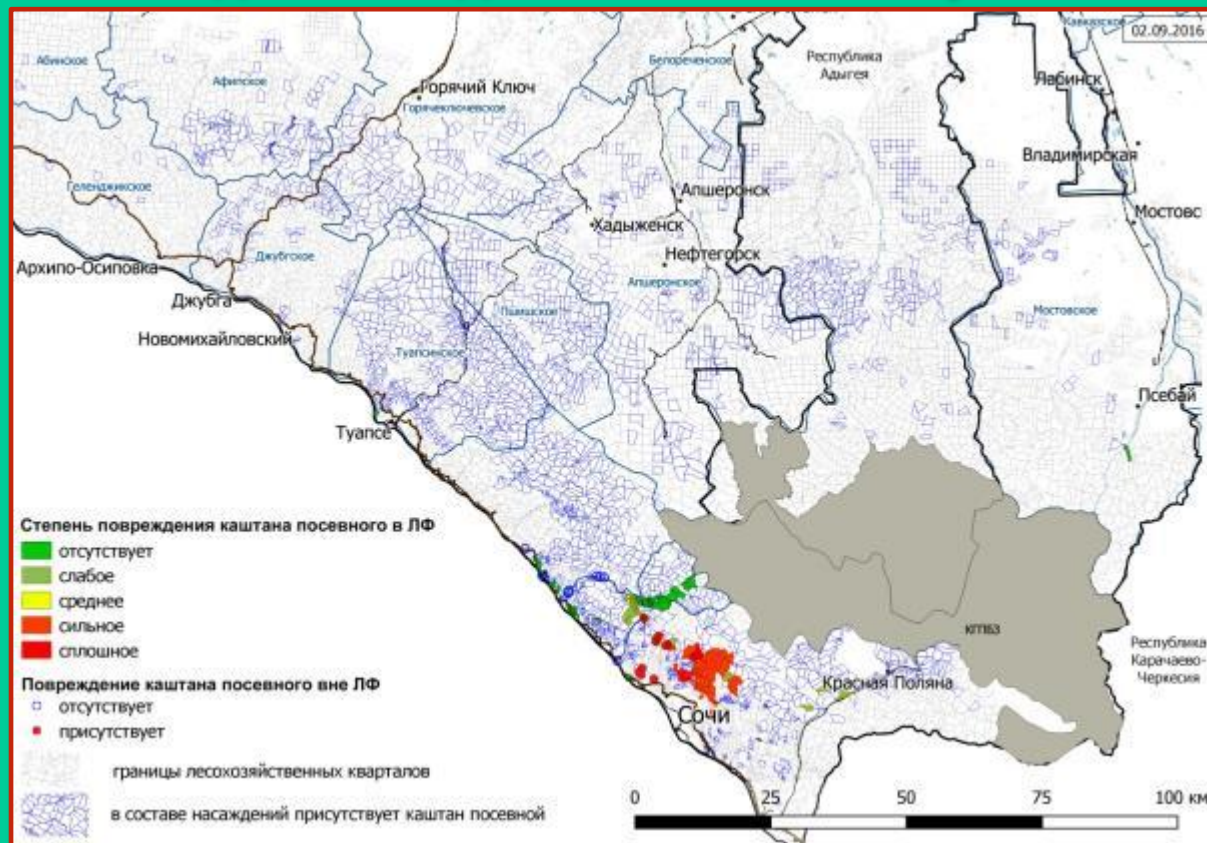 Кавказское
02.09.2016
Республика
Адыгея
Белореченское
Абинское
Афипское
Горячий Ключ
Горячеключевское
Лабинск
Владимирская
Мостовс
Геленджикское
Апшеронск
Хадыженск
Нефтегорск
Архипо-Осиповка
Джубгское
Апшеронское
Джубга
Пшишское
Мостовское
Новомихайловский
Туапсинское
Псебай
Туапсе
Степень повреждения каштана посевного в ЛФ
отсутствует
слабое
среднее
сильное
сплошное
кгпбз
Республика
Карачаево-
Черкесия
Красная Поляна
Сочи
Повреждение каштана посевного вне ЛФ
отсутствует
присутствует
границы лесохозяйственных кварталов
в составе насаждений присутствует каштан посевной
0 25 50 75 100 км